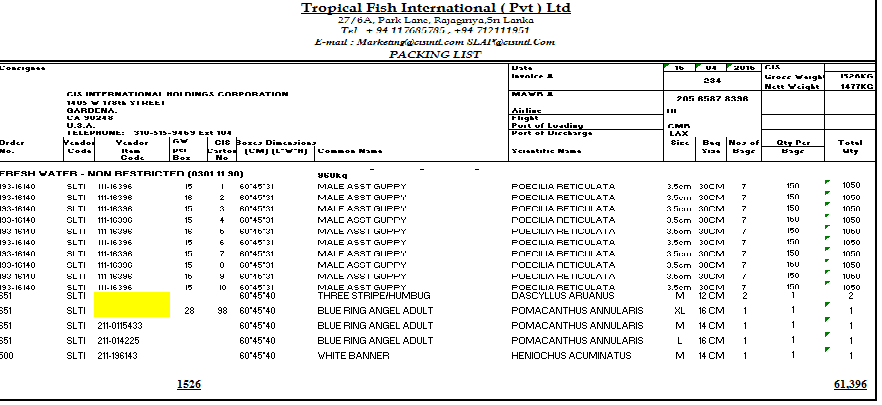 Tropical Fish International ( Pvt ) Ltd
27/6A, Park Lane, Rajagiriya,Sri Lanka
Tel : + 94 117685785 , +94 712111951
E-mail : Marketing@cisintl.com SLAP@cisintl.Com
PACKING LIST
Consignee Date 16 04 2016 CIS
Invoice # 234 Gross Weight 1526KG
Nett Weight 1477KG
CIS INTERNATIONAL HOLDINGS CORPORATION MAWB # 205 6587 8396
1405 W 178th STREET
GARDENA, Airline
CA 90248 Flight
U.S.A. Port of Loading CMB
TELEPHONE: 310-515-9469 Ext 104 Port of Discharge LAX
Order No. Vendor Code Vendor Item Code GW per Box CIS Carton No Boxes Dimensions (CM) (L*W*H) Common Name Scientific Name Size Bag Size No of Bags Qty Per Bags Total Qty
FRESH WATER - NON RESTRICTED (0301 11 90) 960kg
193-16140 SLTI 111-16396 15 1 60*45*31 MALE ASST GUPPY POECILIA RETICULATA 3.5cm 30CM 7 150 1050
193-16140 SLTI 111-16396 16 2 60*45*31 MALE ASST GUPPY POECILIA RETICULATA 3.5cm 30CM 7 150 1050
193-16140 SLTI 111-16396 15 3 60*45*31 MALE ASST GUPPY POECILIA RETICULATA 3.5cm 30CM 7 150 1050
193-16140 SLTI 111-16396 15 4 60*45*31 MALE ASST GUPPY POECILIA RETICULATA 3.5cm 30CM 7 150 1050
193-16140 SLTI 111-16396 16 5 60*45*31 MALE ASST GUPPY POECILIA RETICULATA 3.5cm 30CM 7 150 1050
193-16140 SLTI 111-16396 15 6 60*45*31 MALE ASST GUPPY POECILIA RETICULATA 3.5cm 30CM 7 150 1050
193-16140 SLTI 111-16396 15 7 60*45*31 MALE ASST GUPPY POECILIA RETICULATA 3.5cm 30CM 7 150 1050
193-16140 SLTI 111-16396 15 8 60*45*31 MALE ASST GUPPY POECILIA RETICULATA 3.5cm 30CM 7 150 1050
193-16140 SLTI 111-16396 15 9 60*45*31 MALE ASST GUPPY POECILIA RETICULATA 3.5cm 30CM 7 150 1050
193-16140 SLTI 111-16396 15 10 60*45*31 MALE ASST GUPPY POECILIA RETICULATA 3.5cm 30CM 7 150 1050
651 SLTI 60*45*40 THREE STRIPE/HUMBUG DASCYLLUS ARUANUS M 12 CM 2 1 2
651 SLTI 28 98 60*45*40 BLUE RING ANGEL ADULT POMACANTHUS ANNULARIS XL 16 CM 1 1 1
651 SLTI 211-0115433 60*45*40 BLUE RING ANGEL ADULT POMACANTHUS ANNULARIS M 14 CM 1 1 1
651 SLTI 211-014225 60*45*40 BLUE RING ANGEL ADULT POMACANTHUS ANNULARIS L 16 CM 1 1 1
500 SLTI 211-196143 60*45*40 WHITE BANNER HENIOCHUS ACUMINATUS M 14 CM 1 1 1
1526 61,396